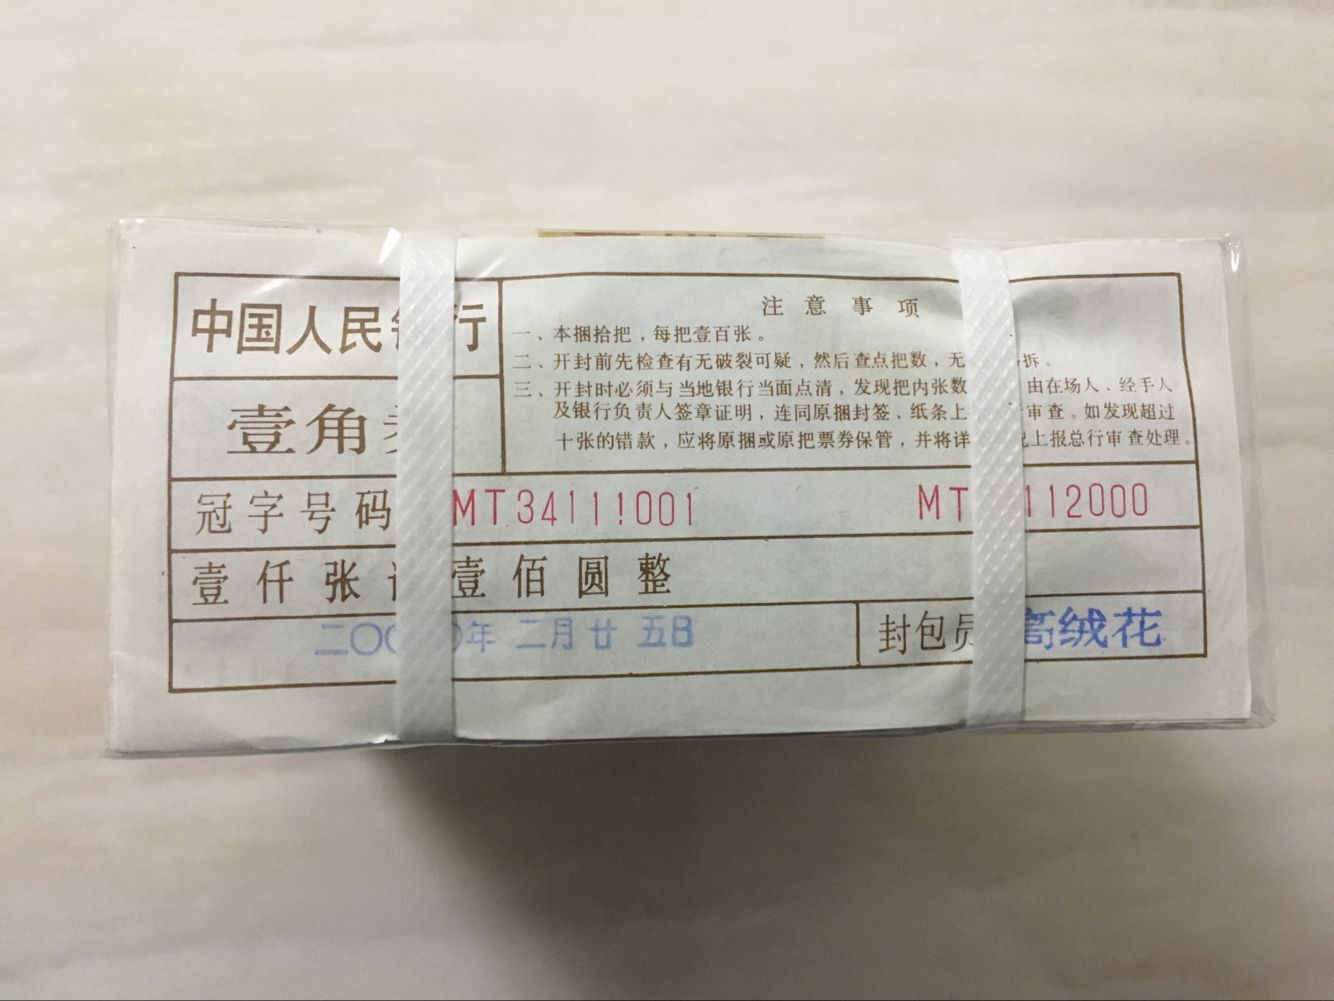 中国人民 行
壹角
注意事项
一、本捆拾把，每把壹百张。
二、开封前先检查有无破裂可疑，然后查点把数，无 拆。
三、开封时必须与当地银行当面点清，发现把内张数 由在场人、经手人
及银行负责人签章证明，连同原捆封签、纸条上 审查。如发现超过
十张的错款，应将原捆或原把票券保管，并将详 上报总行审查处理。
冠字号码 MT34111001 MT 112000
壹仟张 壹佰圆整
二〇〇 〇年 二月廿五日
封包员 高绒花